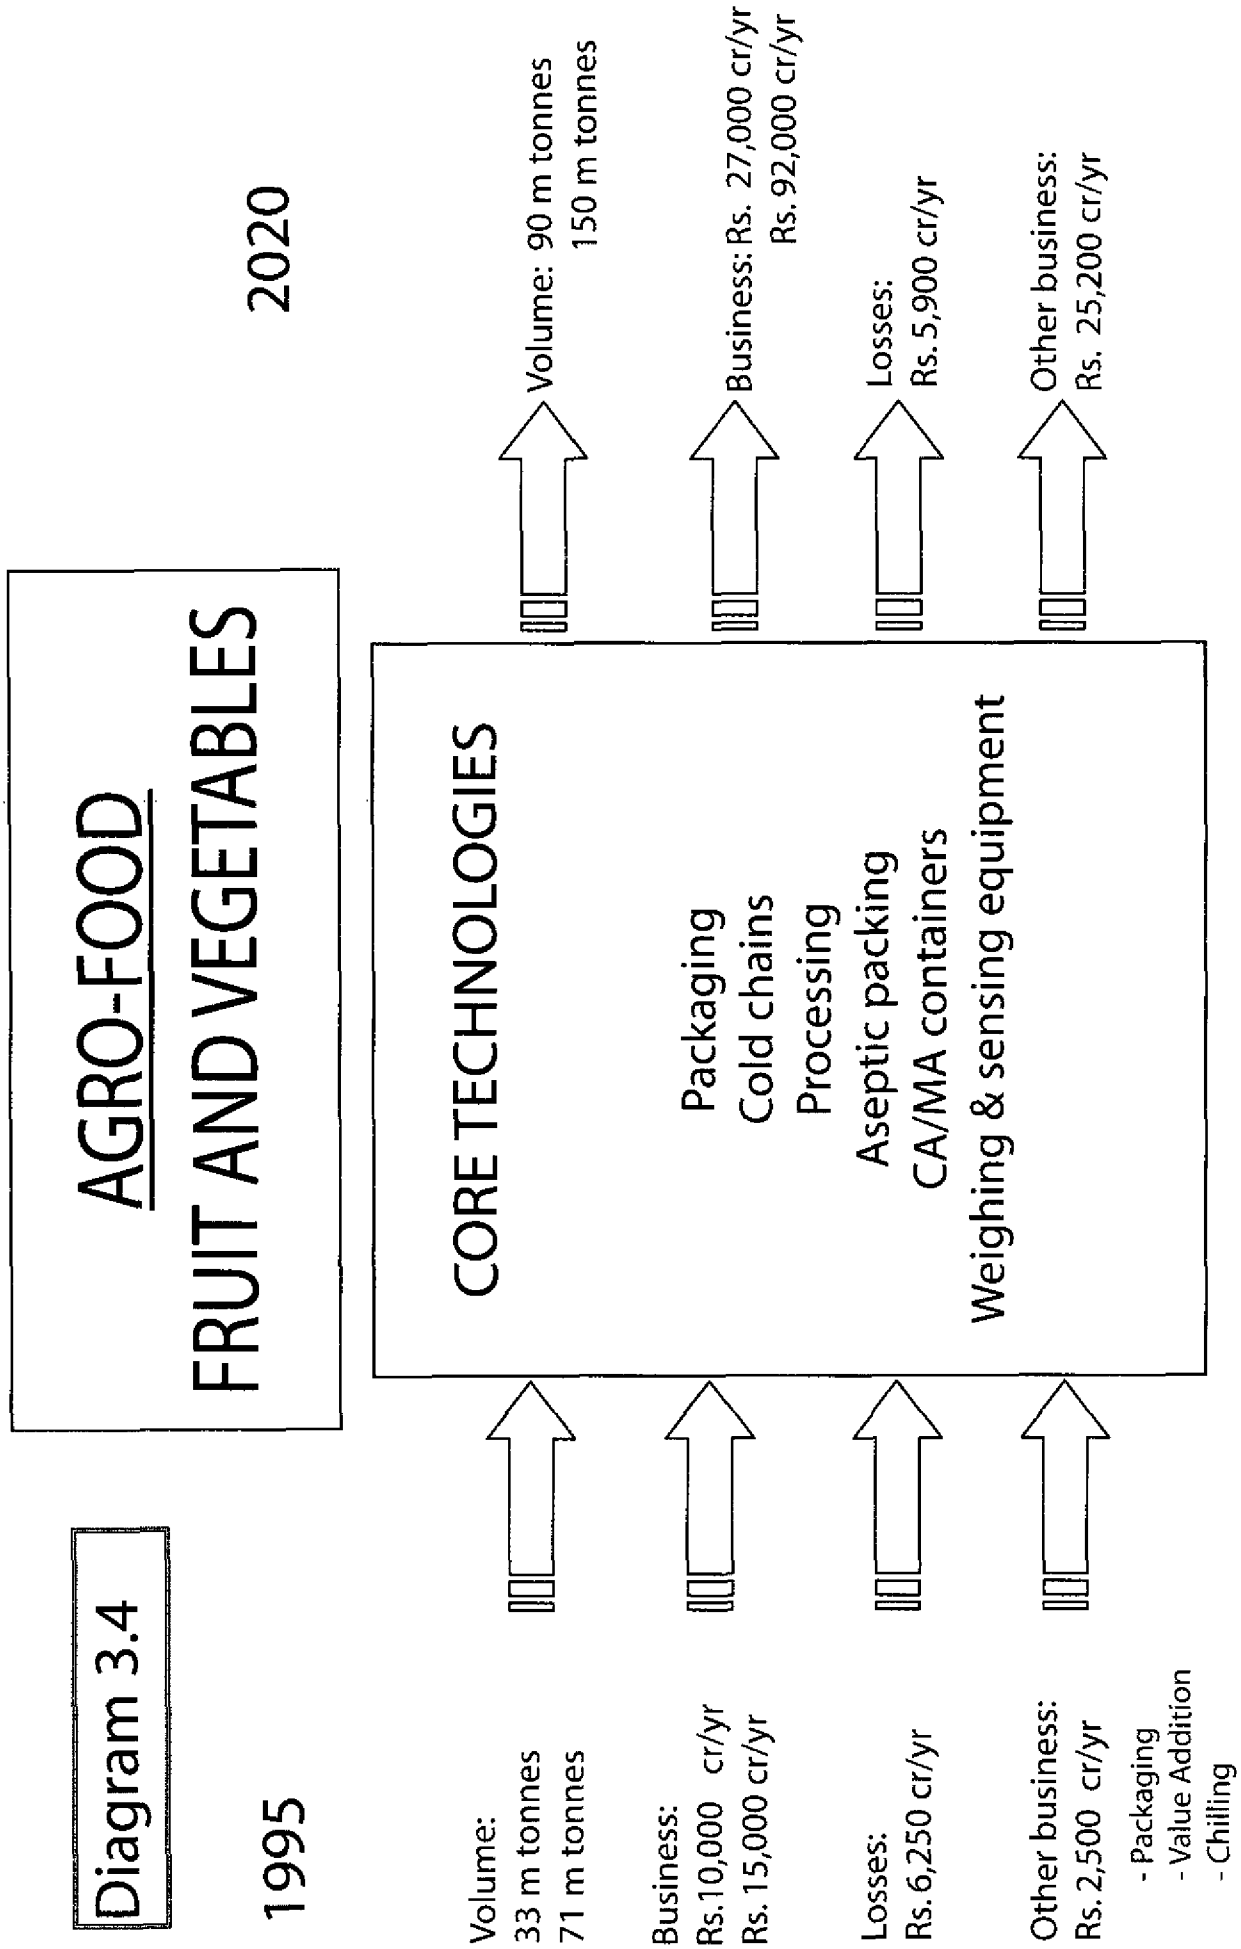 Diagram 3.4
AGRO-FOOD
FRUIT AND VEGETABLES
1995
2020
Volume:
33 m tonnes
71 m tonnes
Business:
Rs.10,000 cr/yr
Rs. 15,000 cr/yr
Losses:
Rs. 6,250 cr/yr
Other business:
Rs. 2,500 cr/yr
- Packaging
- Value Addition
- Chilling
CORE TECHNOLOGIES
Packaging
Cold chains
Processing
Aseptic packing
CA/MA containers
Weighing & sensing equipment
Volume: 90 m tonnes
150 m tonnes
Business: Rs. 27,000 cr/yr
Rs. 92,000 cr/yr
Losses:
Rs. 5,900 cr/yr
Other business:
Rs. 25,200 cr/yr